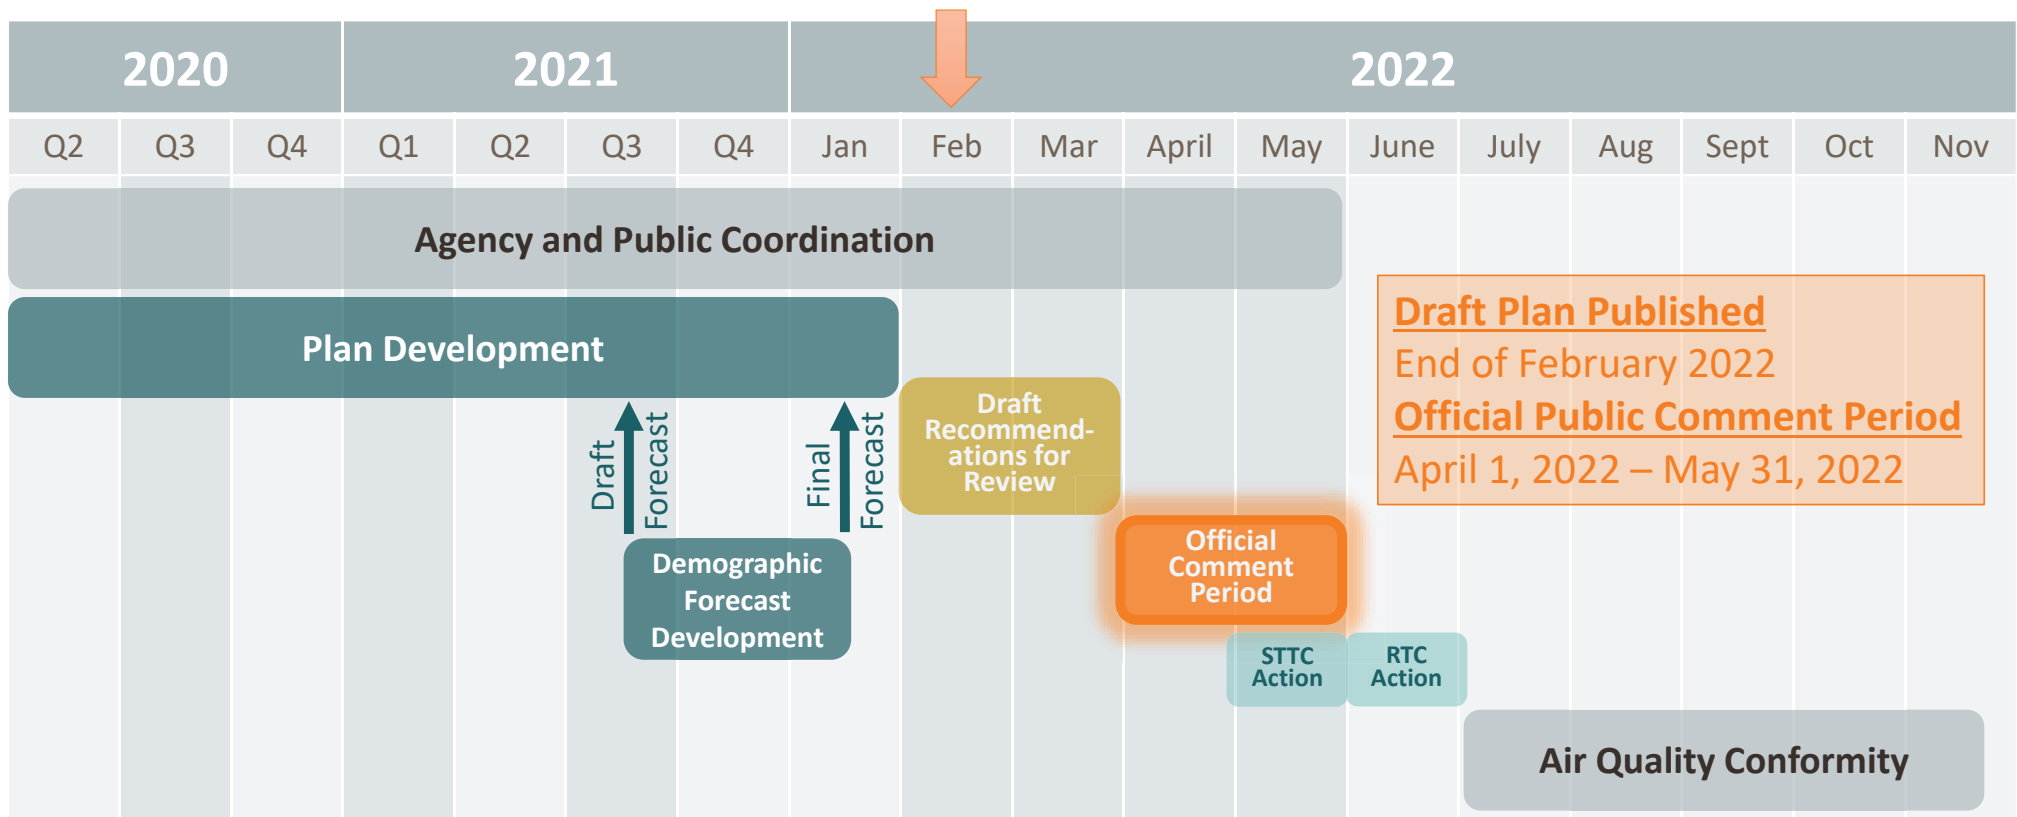 2020 2021 2022
Q2 Q3 Q4 Q1 Q2 Q3 Q4 Jan Feb Mar April May June July Aug Sept Oct Nov
Agency and Public Coordination
Plan Development
Draft
Forecast
Final
Forecast
Draft
Recommend-
ations for
Review
Draft Plan Published
End of February 2022
Official Public Comment Period
April 1, 2022 – May 31, 2022
Demographic
Forecast
Development
Official
Comment
Period
STTC
Action
RTC
Action
Air Quality Conformity